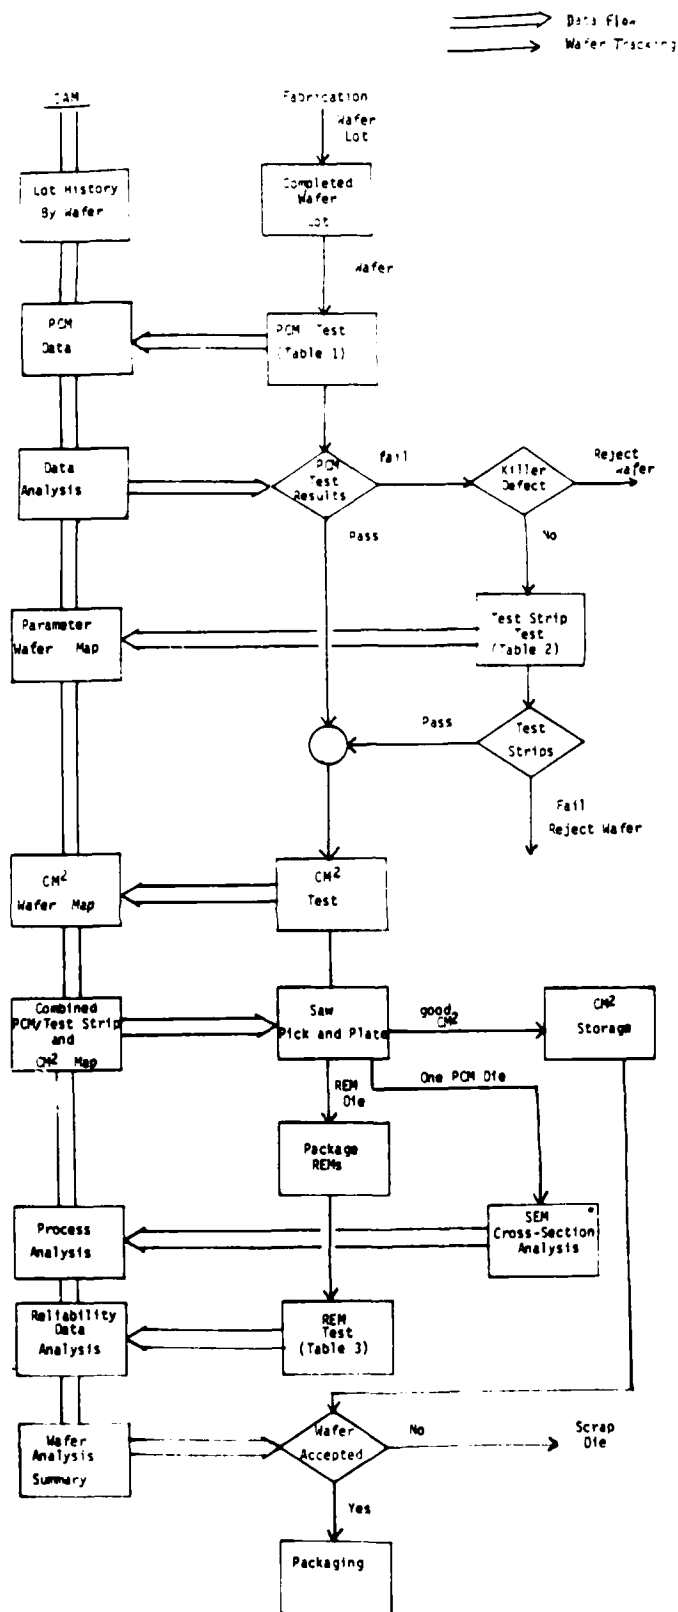 Data Flow
Wafer Tracking
Fabrication
Wafer
Lot
Lot History
By Wafer
Completed
Wafer
Lot
Wafer
PCM
Data
PCM Test
(Table 1)
Data
Analysis
PCM
Test
Results
fail
Killer
Defect
Reject
Wafer
Pass
No
Parameter
Wafer Map
Test Strip
Test
(Table 2)
Pass
Test
Strips
Fail
Reject Wafer
CM²
Wafer Map
CM²
Test
Combined
PCM/Test Strip
and
CM² Map
Saw
Pick and Plate
good
CM²
CM²
Storage
REM
Die
One PCM Die
Package
REMs
Process
Analysis
SEM *
Cross-Section
Analysis
Reliability
Data
Analysis
REM
Test
(Table 3)
Wafer
Analysis
Summary
Wafer
Accepted
No
Scrap
Die
Yes
Packaging